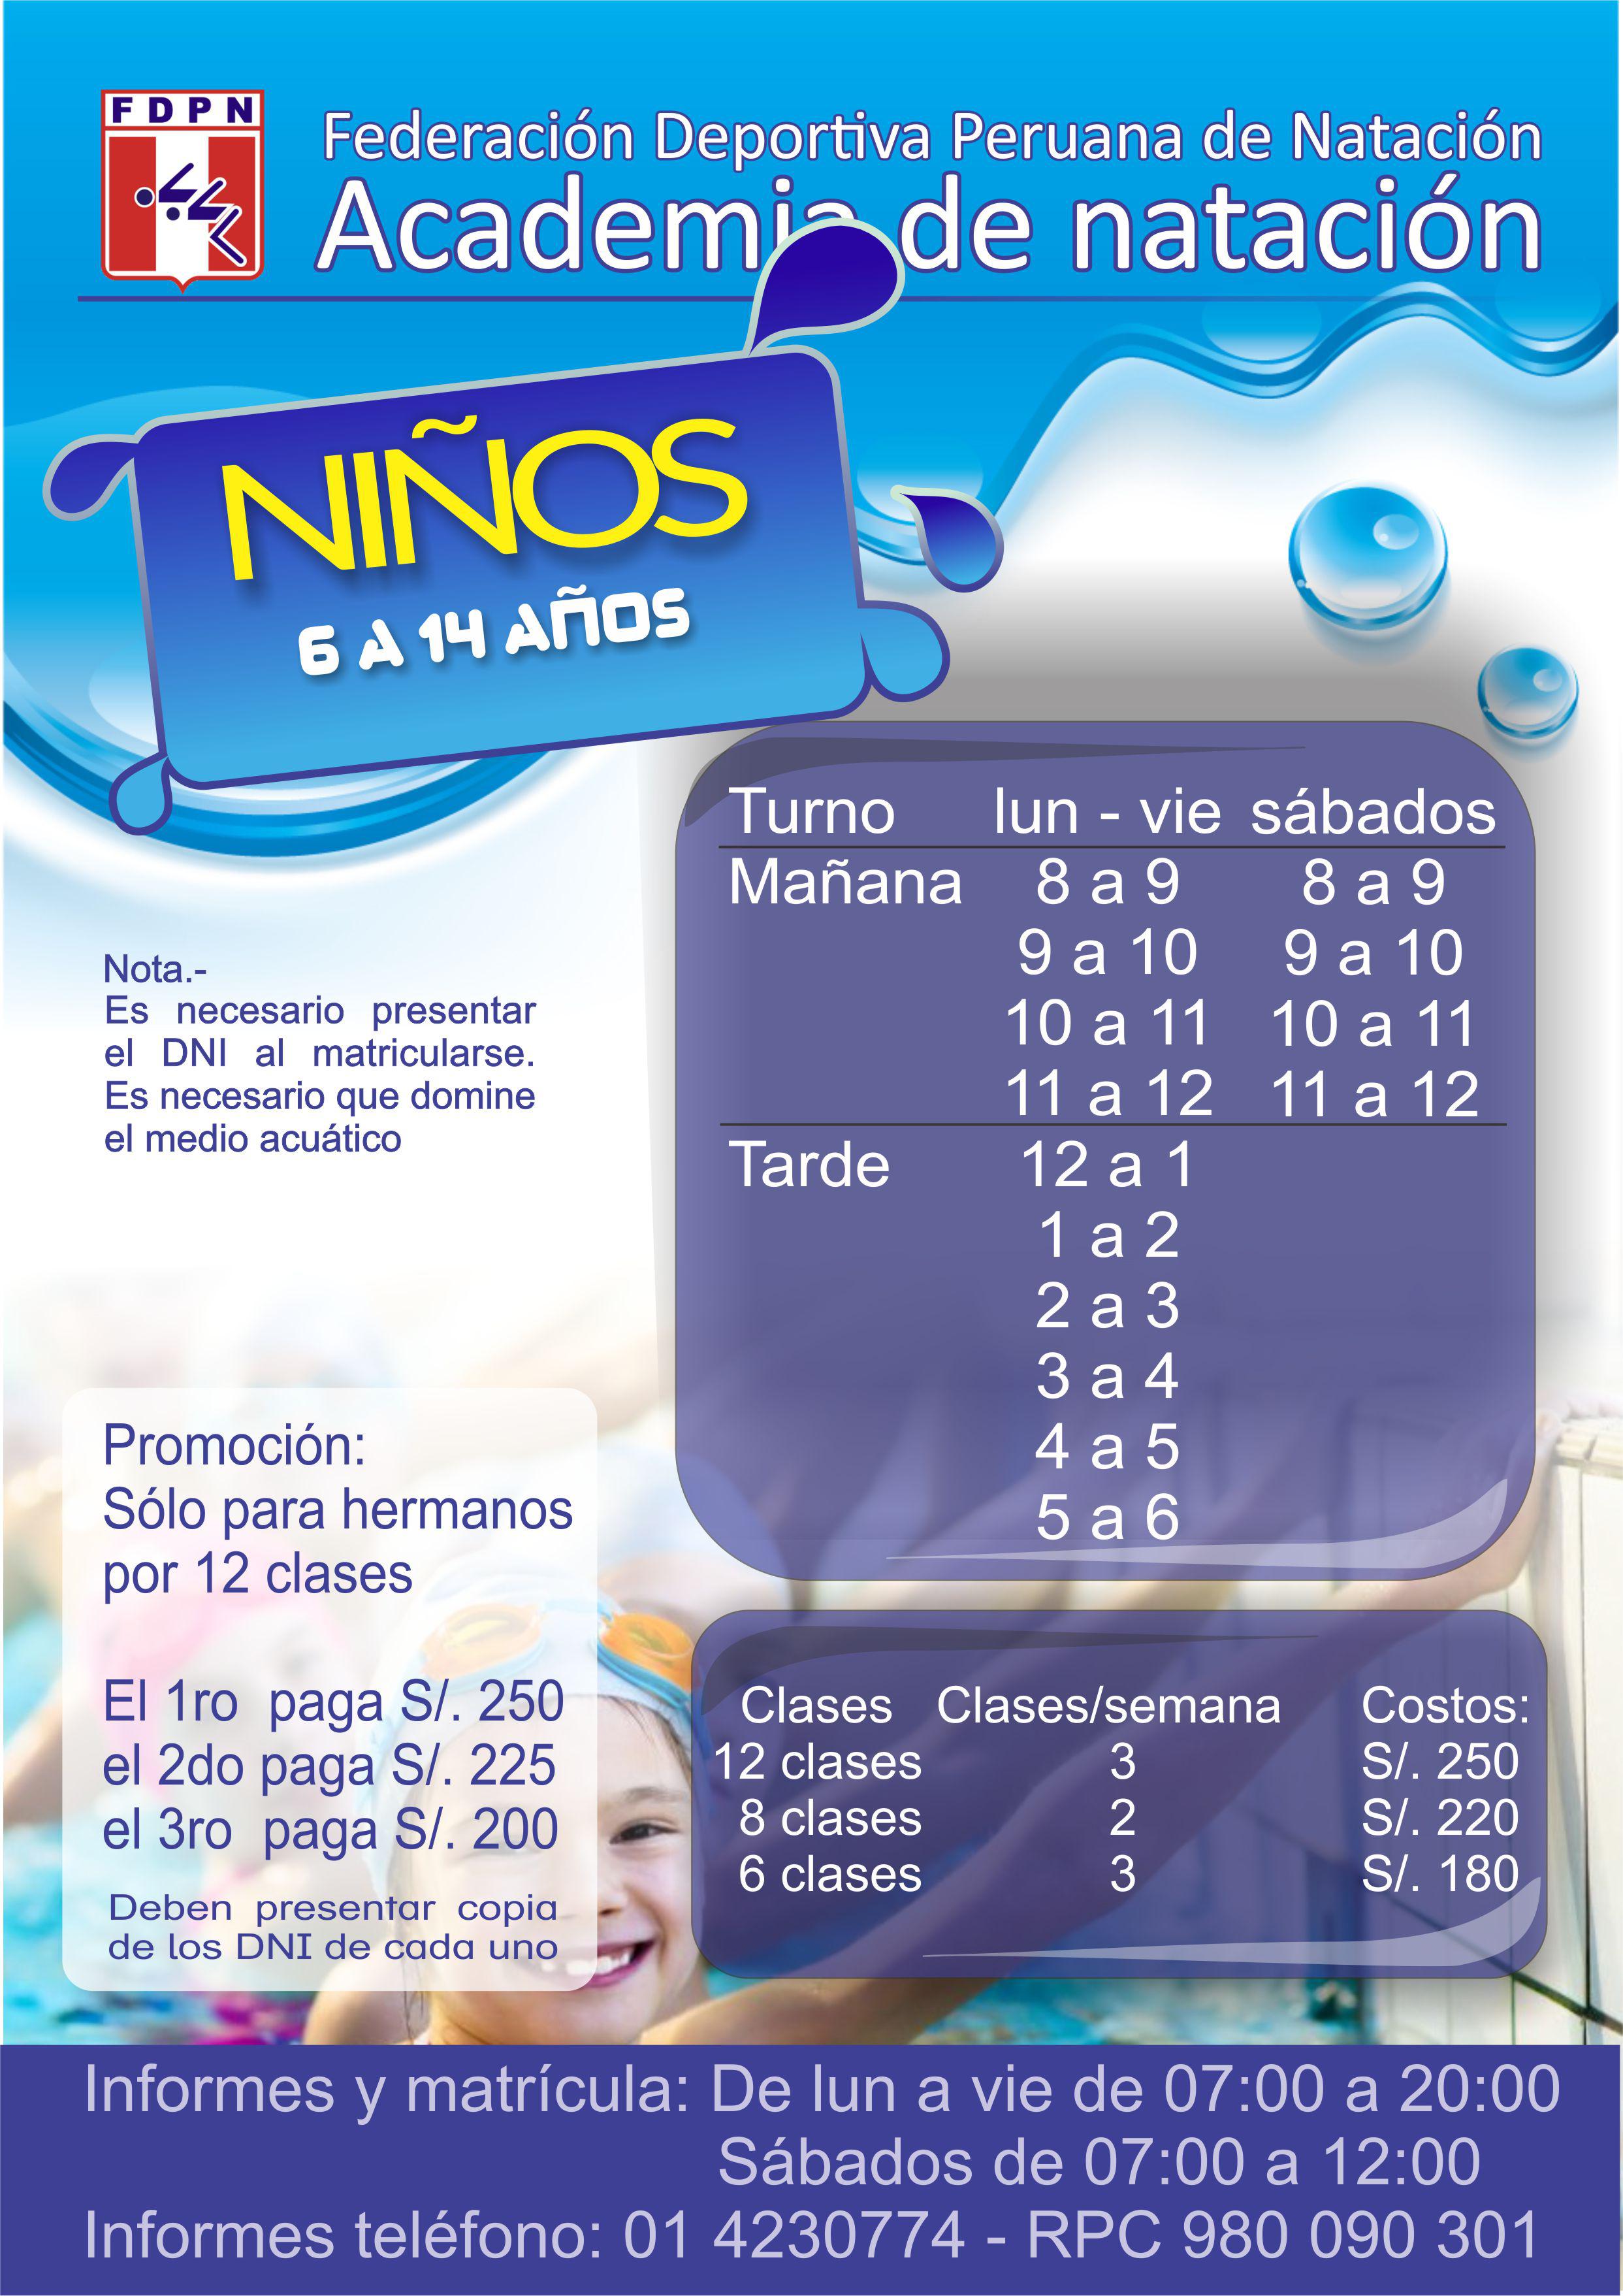 FDPN
Federación Deportiva Peruana de Natación
Academia de natación
NIÑOS
6 A 14 AÑOS
Turno lun - vie sábados
Mañana 8 a 9 8 a 9
9 a 10 9 a 10
10 a 11 10 a 11
11 a 12 11 a 12
Tarde 12 a 1
1 a 2
2 a 3
3 a 4
4 a 5
5 a 6
Nota.-
Es necesario presentar
el DNI al matricularse.
Es necesario que domine
el medio acuático
Promoción:
Sólo para hermanos
por 12 clases
El 1ro paga S/. 250
el 2do paga S/. 225
el 3ro paga S/. 200
Deben presentar copia
de los DNI de cada uno
Clases Clases/semana Costos:
12 clases 3 S/. 250
8 clases 2 S/. 220
6 clases 3 S/. 180
Informes y matrícula: De lun a vie de 07:00 a 20:00
Sábados de 07:00 a 12:00
Informes teléfono: 01 4230774 - RPC 980 090 301